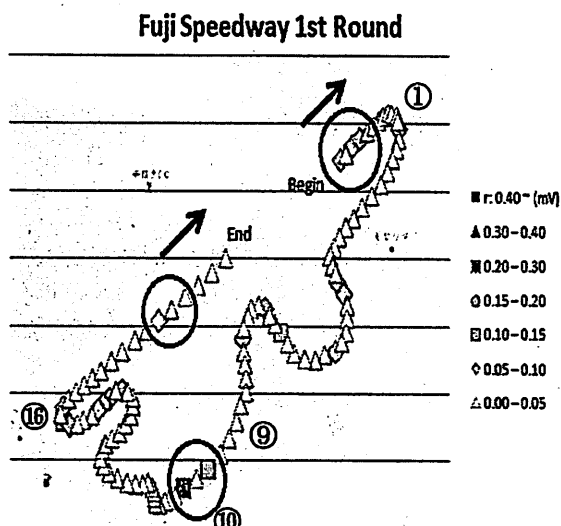 Fuji Speedway 1st Round
①
Begin
End
⑯
⑨
⑩
r: 0.40~ (mV)
0.30-0.40
0.20-0.30
0.15-0.20
0.10-0.15
0.05-0.10
0.00-0.05